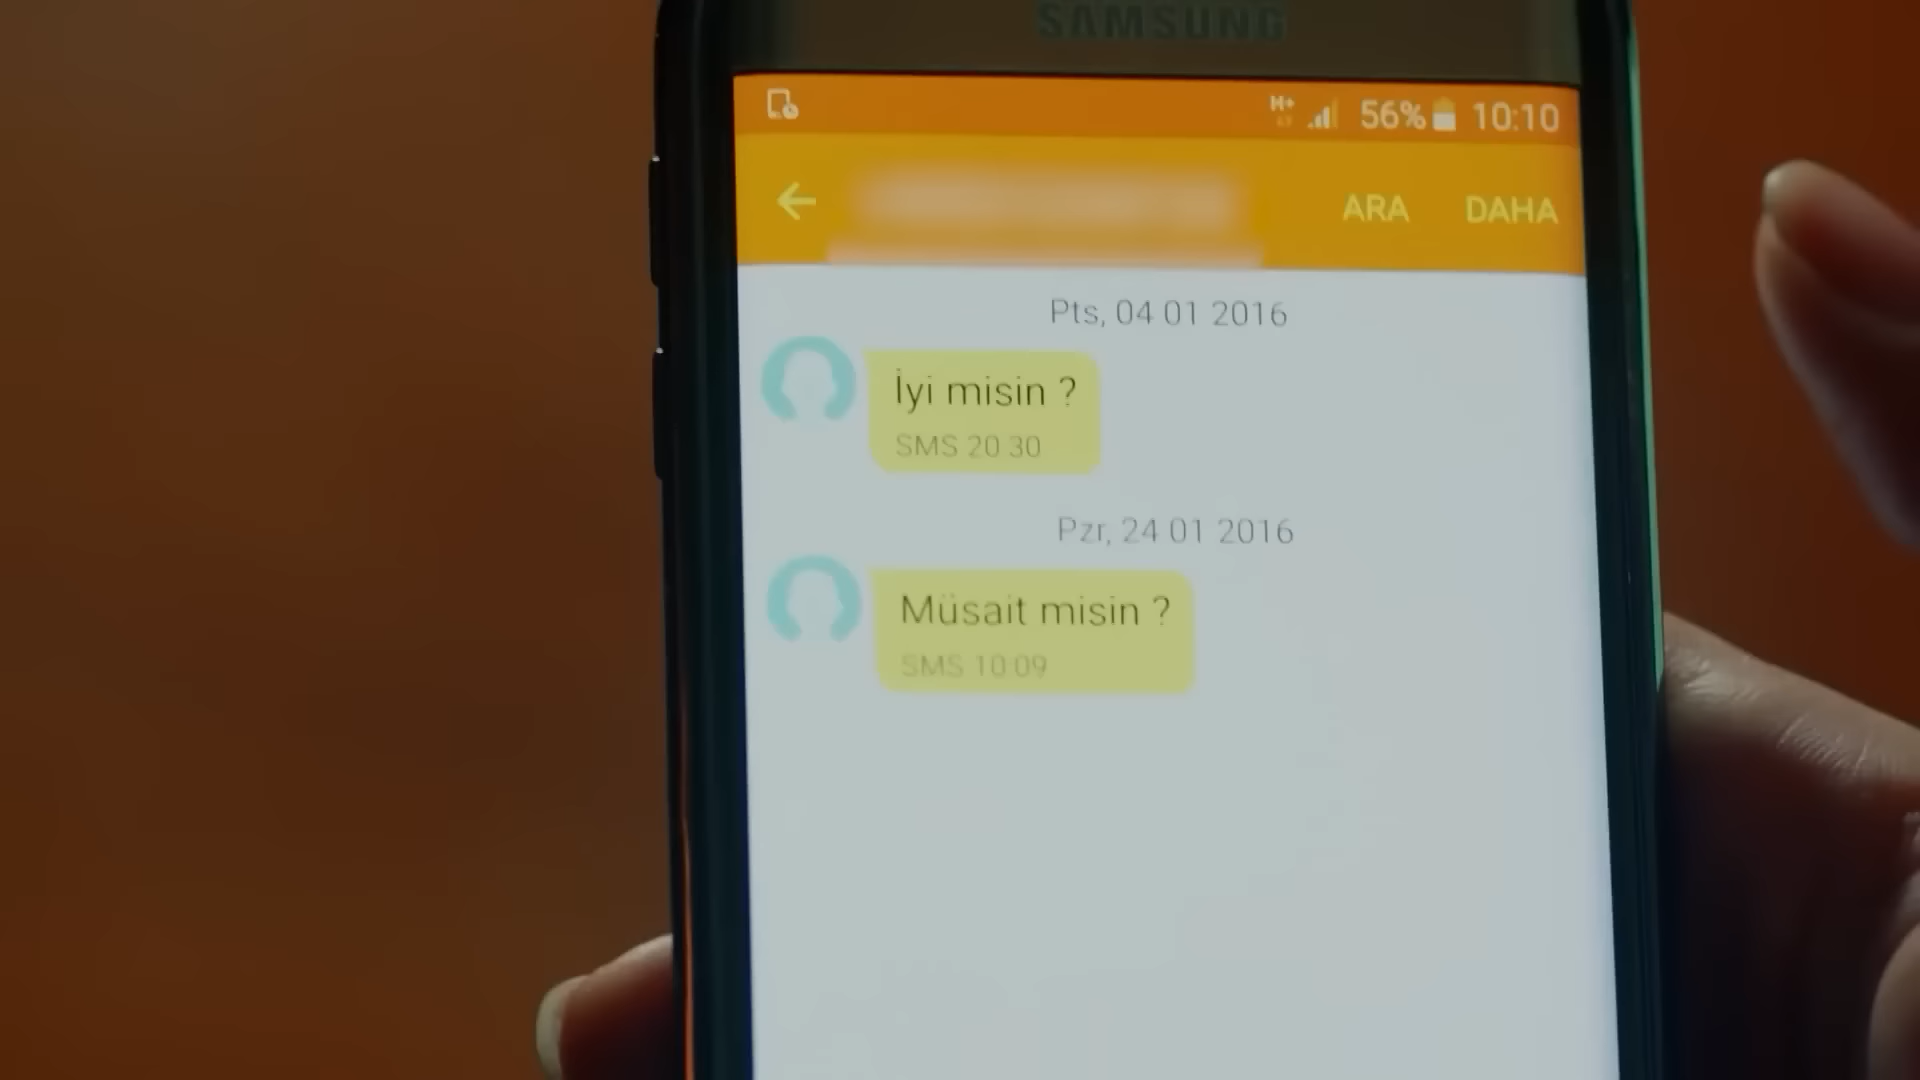 SAMSUNG
H+ 56% 10:10
ARA DAHA
Pts, 04 01 2016
İyi misin ?
SMS 20 30
Pzr, 24 01 2016
Müsait misin ?
SMS 10 09